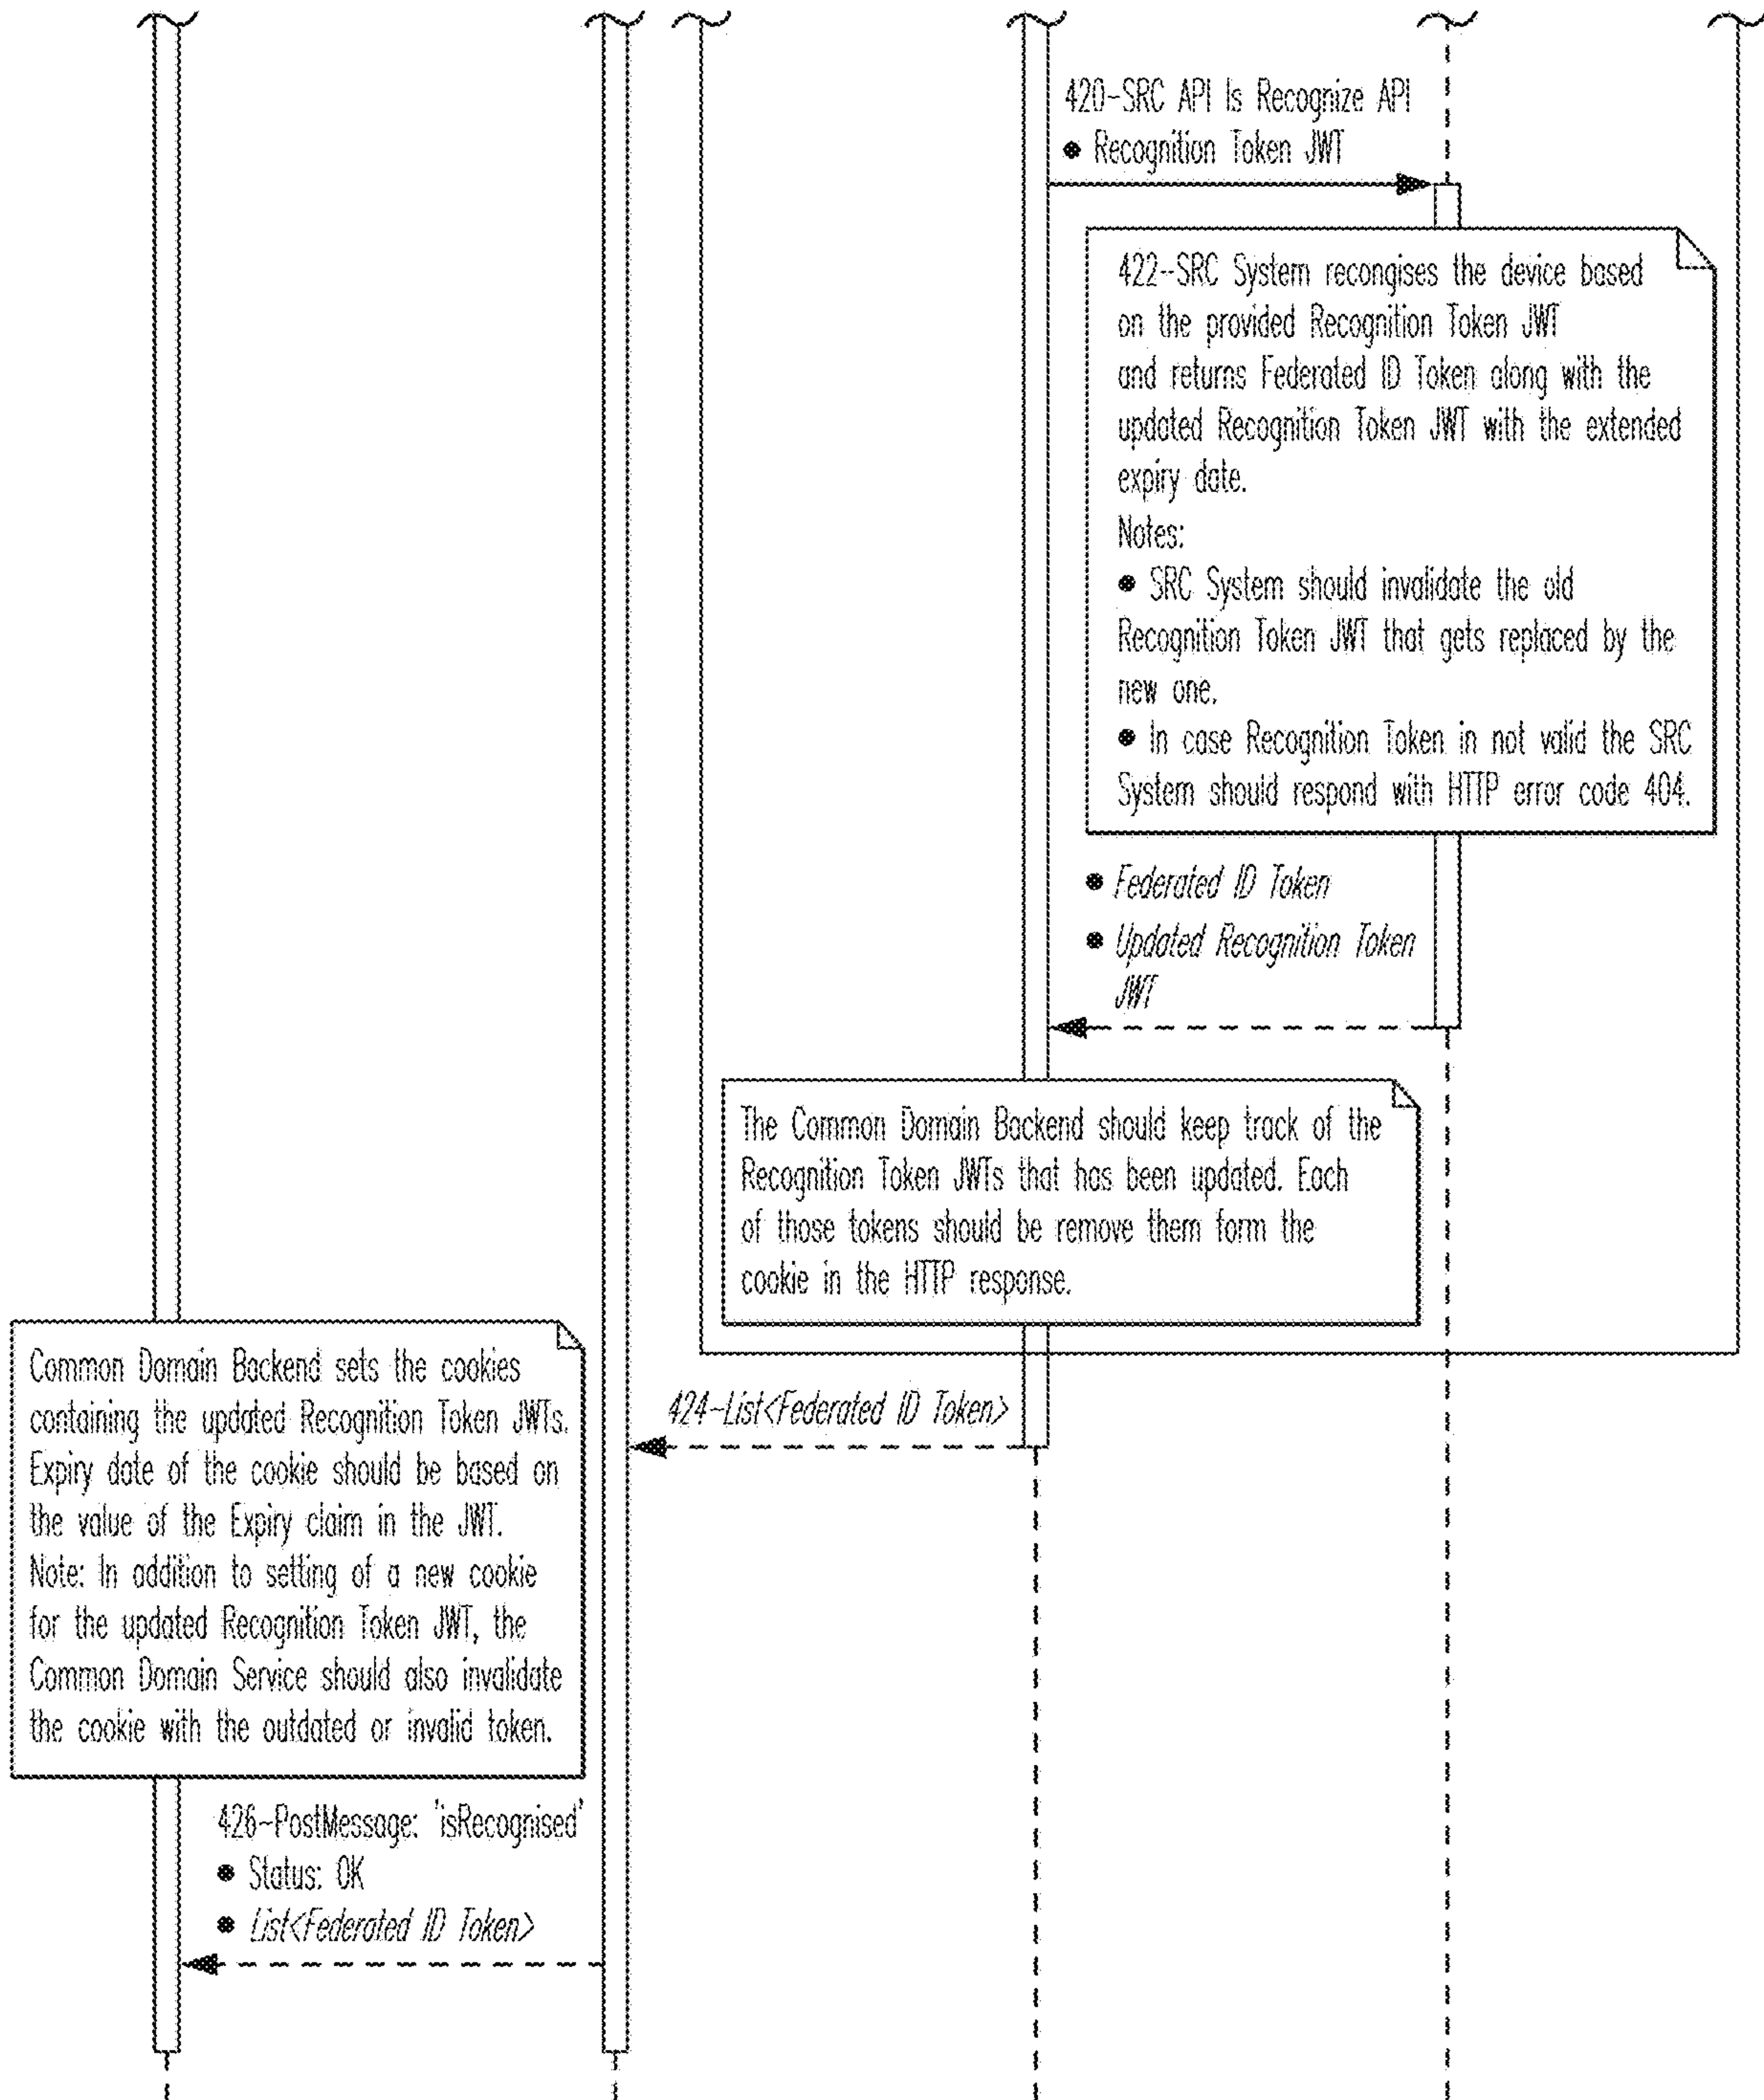 420-SRC API Is Recognize API
● Recognition Token JWT
422--SRC System recongises the device based
on the provided Recognition Token JWT
and returns Federated ID Token along with the
updated Recognition Token JWT with the extended
expiry date.
Notes:
● SRC System should invalidate the old
Recognition Token JWT that gets replaced by the
new one.
● In case Recognition Token in not valid the SRC
System should respond with HTTP error code 404.
● Federated ID Token
● Updated Recognition Token
JWT
The Common Domain Backend should keep track of the
Recognition Token JWTs that has been updated. Each
of those tokens should be remove them form the
cookie in the HTTP response.
Common Domain Backend sets the cookies
containing the updated Recognition Token JWTs.
Expiry date of the cookie should be based on
the value of the Expiry claim in the JWT.
Note: In addition to setting of a new cookie
for the updated Recognition Token JWT, the
Common Domain Service should also invalidate
the cookie with the outdated or invalid token.
424-List<Federated ID Token>
426-PostMessage: 'isRecognised'
● Status: OK
● List<Federated ID Token>